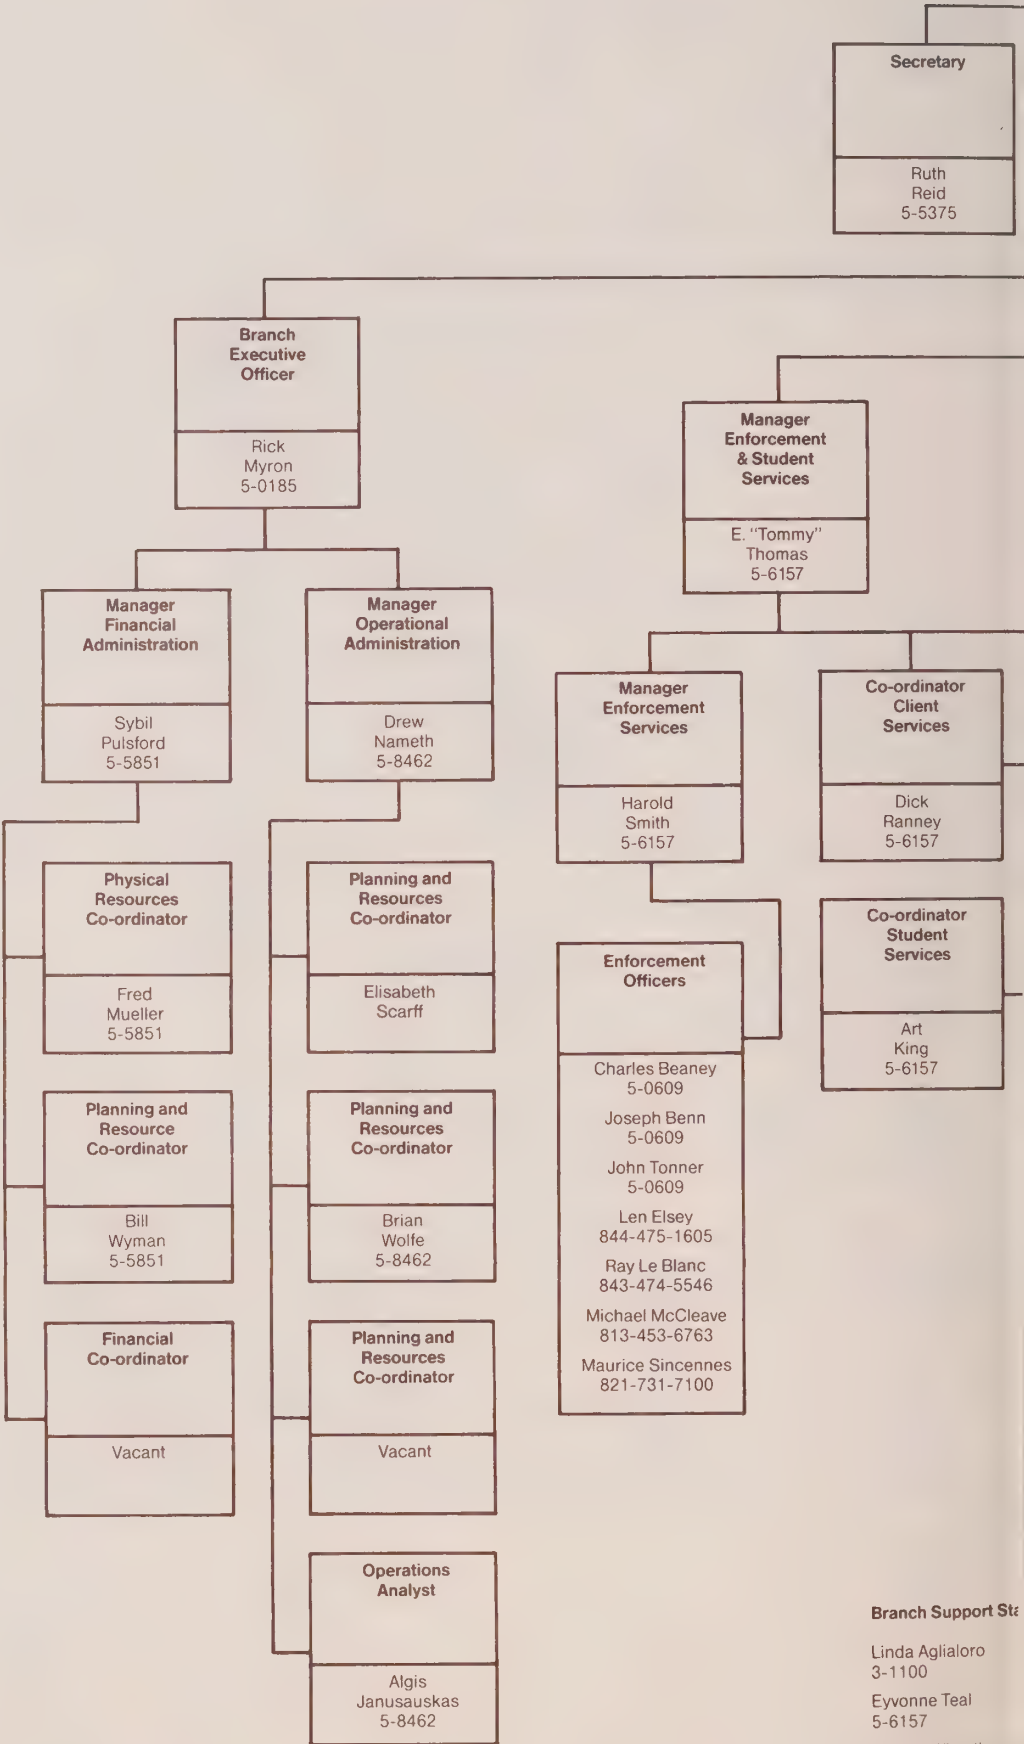 Secretary
Ruth
Reid
5-5375
Branch
Executive
Officer
Rick
Myron
5-0185
Manager
Enforcement
& Student
Services
E. "Tommy"
Thomas
5-6157
Manager
Financial
Administration
Sybil
Pulsford
5-5851
Manager
Operational
Administration
Drew
Nameth
5-8462
Manager
Enforcement
Services
Harold
Smith
5-6157
Co-ordinator
Client
Services
Dick
Ranney
5-6157
Physical
Resources
Co-ordinator
Fred
Mueller
5-5851
Planning and
Resources
Co-ordinator
Elisabeth
Scarff
Co-ordinator
Student
Services
Art
King
5-6157
Enforcement
Officers
Charles Beaney
5-0609
Joseph Benn
5-0609
John Tonner
5-0609
Len Elsey
844-475-1605
Ray Le Blanc
843-474-5546
Michael McCleave
813-453-6763
Maurice Sincennes
821-731-7100
Planning and
Resource
Co-ordinator
Bill
Wyman
5-5851
Planning and
Resources
Co-ordinator
Brian
Wolfe
5-8462
Financial
Co-ordinator
Vacant
Planning and
Resources
Co-ordinator
Vacant
Operations
Analyst
Algis
Janusauskas
5-8462
Branch Support
Linda Aglialoro
3-1100
Eyvonne Teal
5-6157